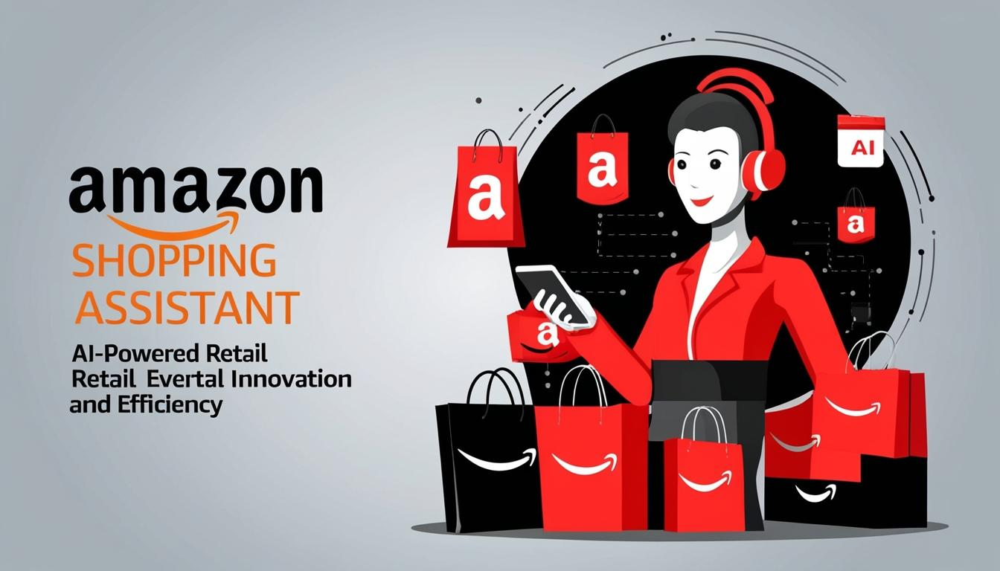 amazon
SHOPPING
ASSISTANT
AI-Powered Retail
Retail Evertal Innovation
and Efficiency
a
a
AI
a
a